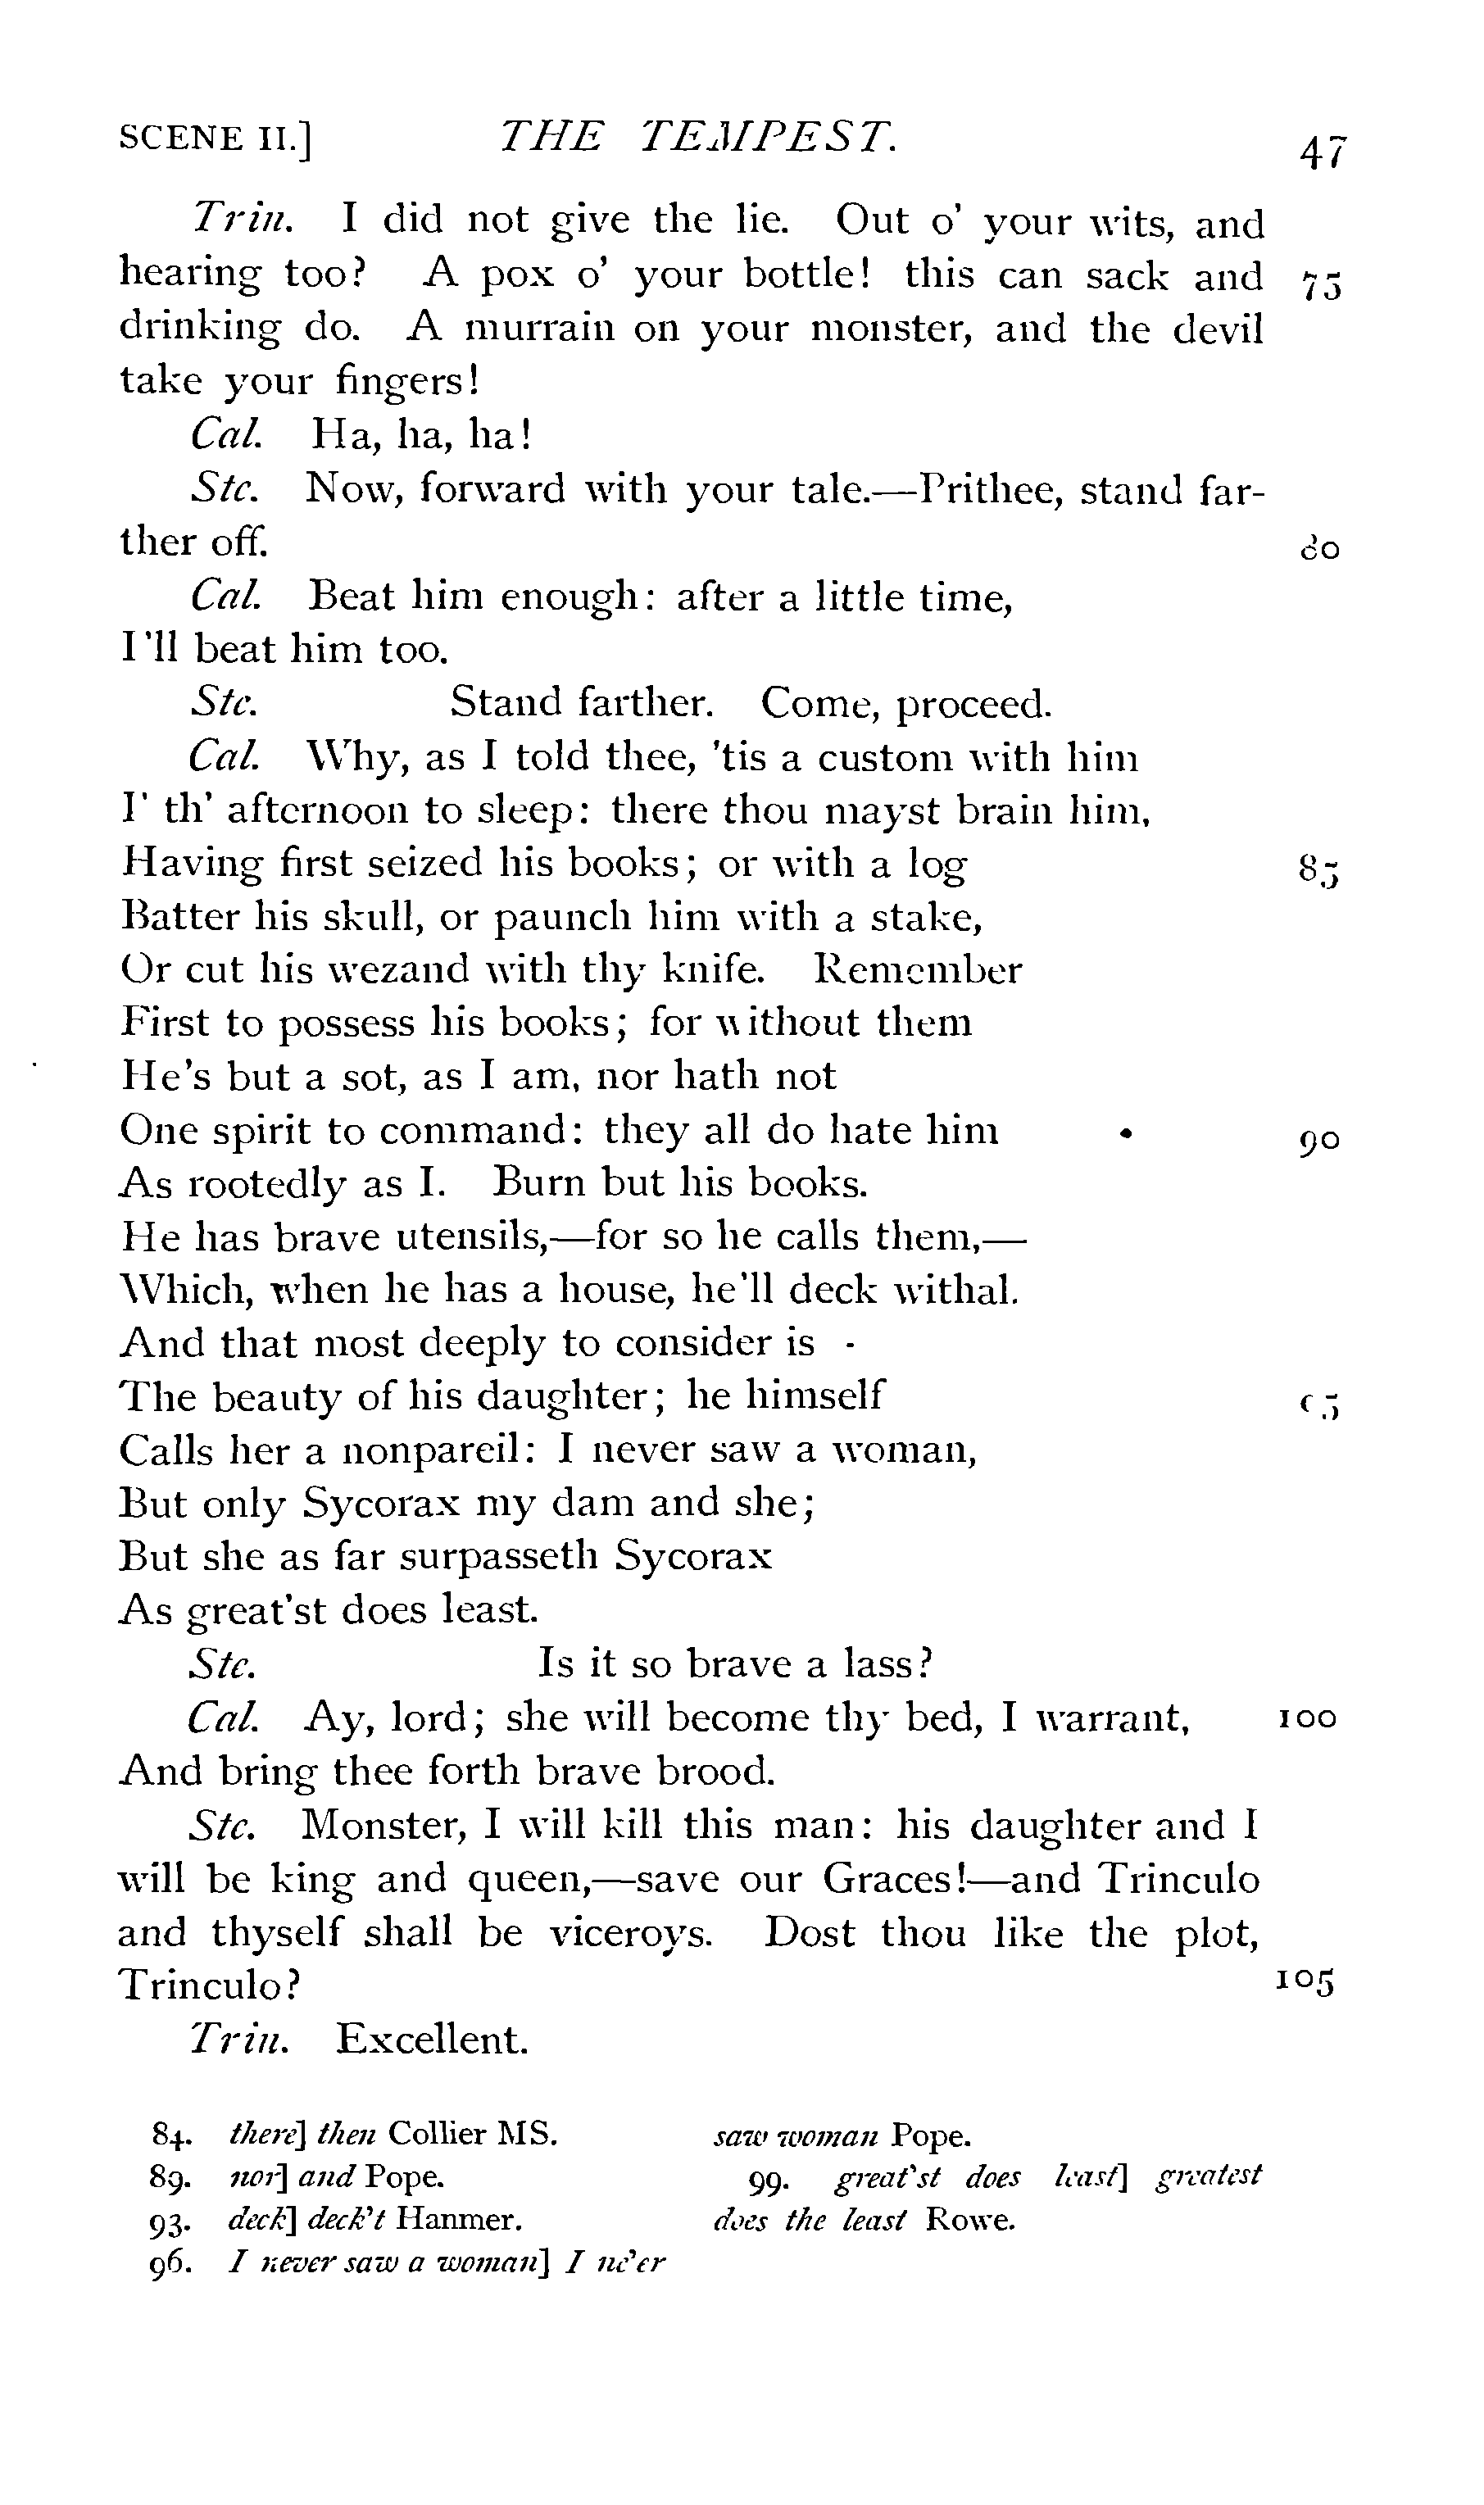 SCENE II.] THE TEMPEST. 47
Trin. I did not give the lie. Out o' your wits, and
hearing too? A pox o' your bottle! this can sack and 75
drinking do. A murrain on your monster, and the devil
take your fingers!
Cal. Ha, ha, ha!
Ste. Now, forward with your tale.—Prithee, stand far-
ther off. 80
Cal. Beat him enough: after a little time,
I'll beat him too.
Ste. Stand farther. Come, proceed.
Cal. Why, as I told thee, 'tis a custom with him
I' th' afternoon to sleep: there thou mayst brain him,
Having first seized his books; or with a log 85
Batter his skull, or paunch him with a stake,
Or cut his wezand with thy knife. Remember
First to possess his books; for without them
He's but a sot, as I am, nor hath not
One spirit to command: they all do hate him 90
As rootedly as I. Burn but his books.
He has brave utensils,—for so he calls them,—
Which, when he has a house, he'll deck withal.
And that most deeply to consider is
The beauty of his daughter; he himself 95
Calls her a nonpareil: I never saw a woman,
But only Sycorax my dam and she;
But she as far surpasseth Sycorax
As great'st does least.
Ste. Is it so brave a lass?
Cal. Ay, lord; she will become thy bed, I warrant, 100
And bring thee forth brave brood.
Ste. Monster, I will kill this man: his daughter and I
will be king and queen,—save our Graces!—and Trinculo
and thyself shall be viceroys. Dost thou like the plot,
Trinculo? 105
Trin. Excellent.
84. there] then Collier MS.
89. nor] and Pope.
93. deck] deck't Hanmer.
96. I never saw a woman] I ne'er
saw woman Pope.
99. great'st does least] greatest
does the least Rowe.